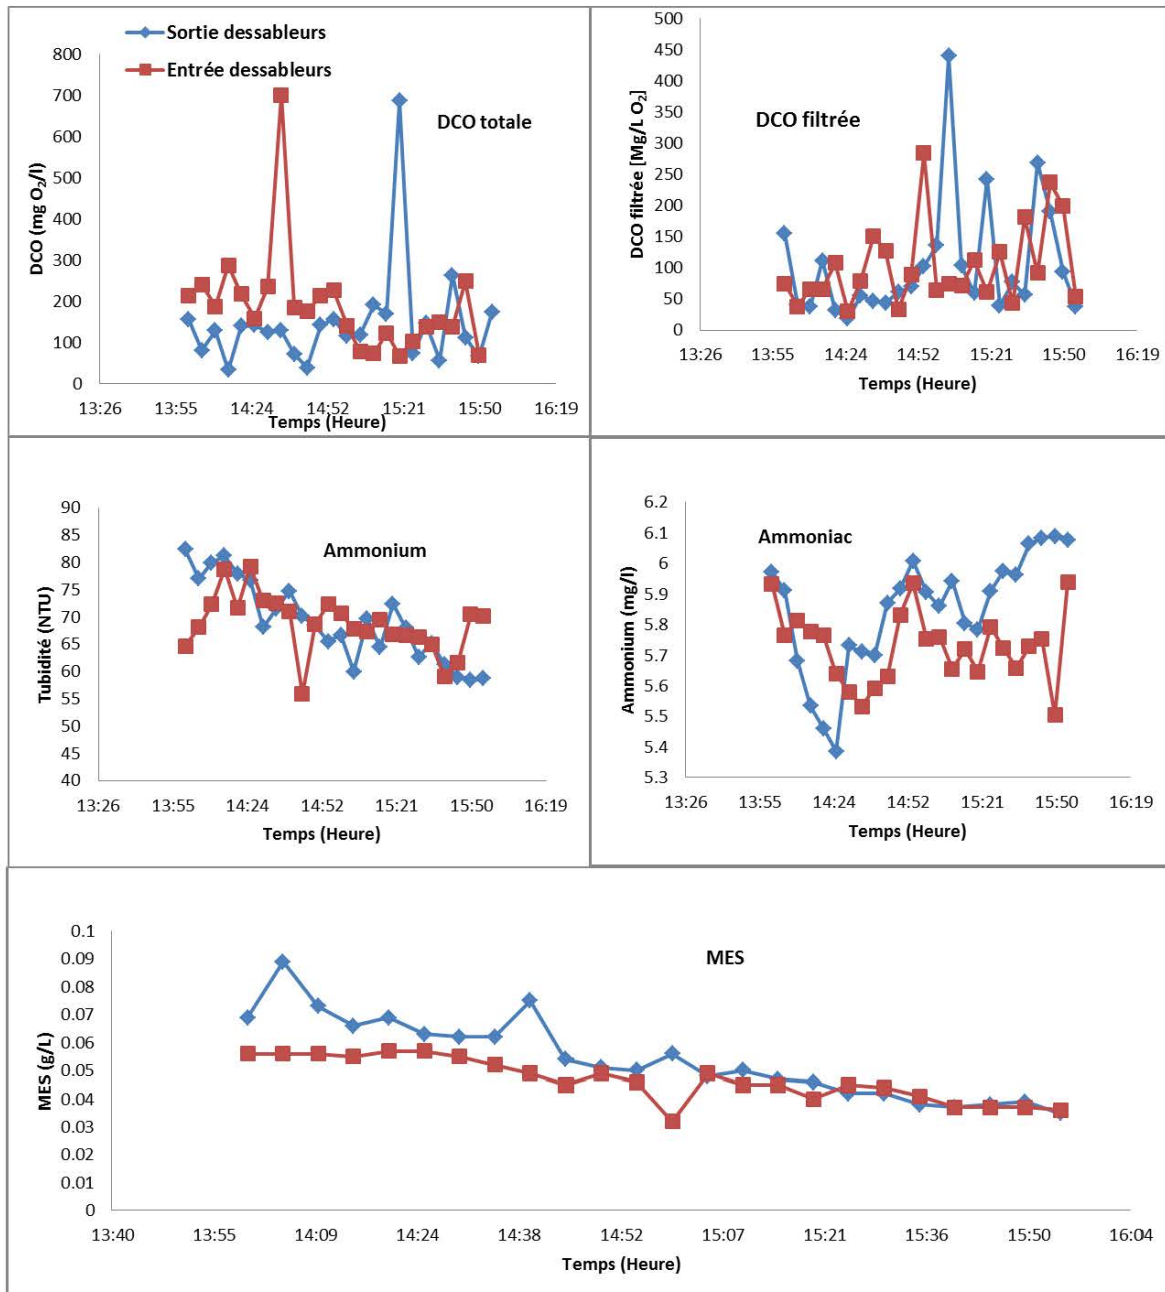 Sortie dessableurs
Entrée dessableurs
DCO totale
DCO (mg O₂/l)
800
700
600
500
400
300
200
100
0
13:26 13:55 14:24 14:52 15:21 15:50 16:19
Temps (Heure)
DCO filtrée
DCO filtrée [Mg/L O₂]
500
450
400
350
300
250
200
150
100
50
0
13:26 13:55 14:24 14:52 15:21 15:50 16:19
Temps (Heure)
Ammonium
Tubidité (NTU)
90
85
80
75
70
65
60
55
50
45
40
13:26 13:55 14:24 14:52 15:21 15:50 16:19
Temps (Heure)
Ammoniac
Ammonium (mg/l)
6.2
6.1
6
5.9
5.8
5.7
5.6
5.5
5.4
5.3
13:26 13:55 14:24 14:52 15:21 15:50 16:19
Temps (Heure)
MES
MES (g/L)
0.1
0.09
0.08
0.07
0.06
0.05
0.04
0.03
0.02
0.01
0
13:40 13:55 14:09 14:24 14:38 14:52 15:07 15:21 15:36 15:50 16:04
Temps (Heure)